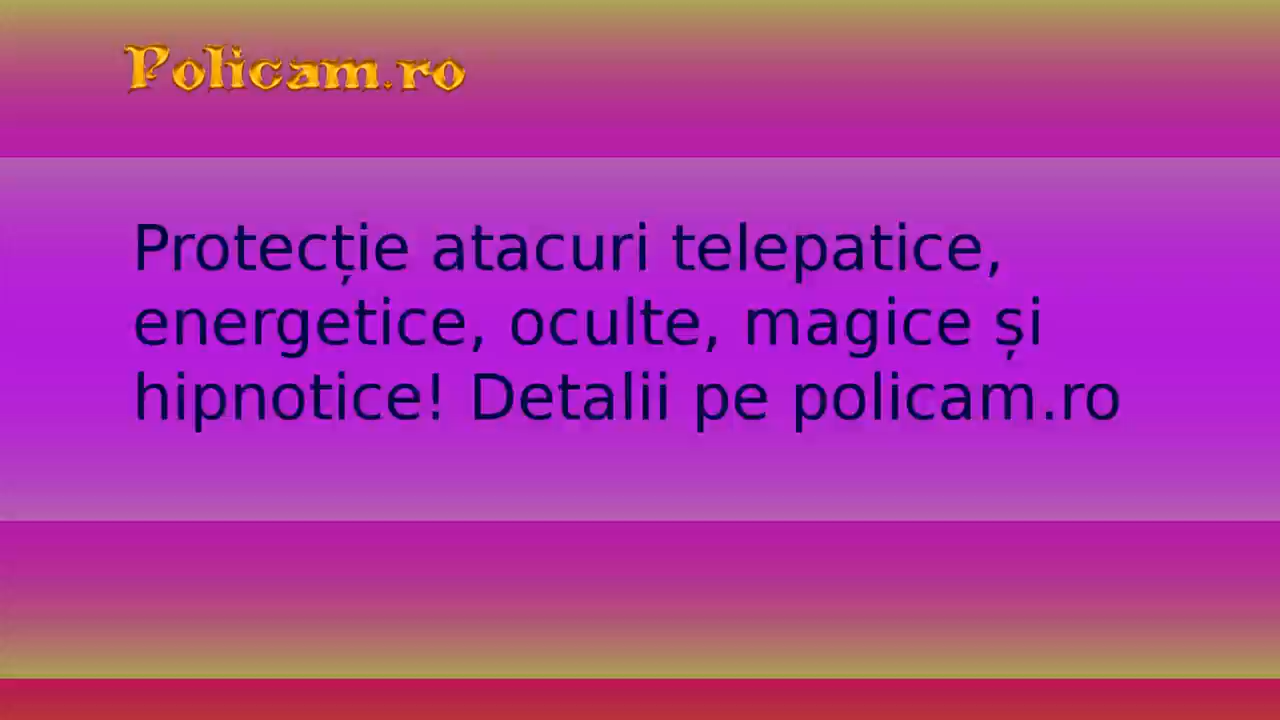 Policam.ro
Protecție atacuri telepatice,
energetice, oculte, magice și
hipnotice! Detalii pe policam.ro